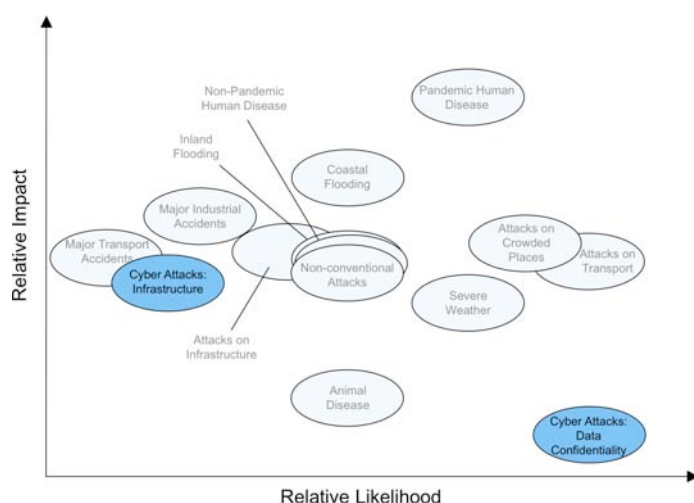 Non-Pandemic
Human Disease
Pandemic Human
Disease
Inland
Flooding
Coastal
Flooding
Major Industrial
Accidents
Major Transport
Accidents
Attacks on
Crowded
Places
Attacks on
Transport
Cyber Attacks:
Infrastructure
Non-conventional
Attacks
Severe
Weather
Attacks on
Infrastructure
Animal
Disease
Cyber Attacks:
Data
Confidentiality
Relative Impact
Relative Likelihood